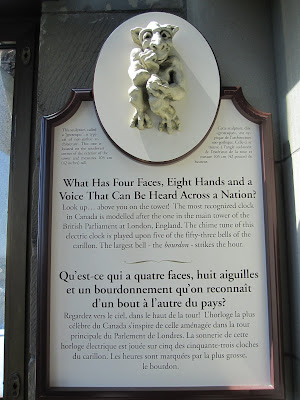 This sculpture called
What Has Four Faces, Eight Hands and a
Voice That Can Be Heard Across a Nation?
Look up... above you on the tower! The most recognized clock
in Canada is modelled after the one in the main tower of the
British Parliament at London, England. The chime tune of this
electric clock is played upon five of the fifty-three bells of the
carillon. The largest bell - the bourdon - strikes the hour.
Qu'est-ce qui a quatre faces, huit aiguilles
et un bourdonnement qu'on reconnaît
d'un bout à l'autre du pays?
Regardez vers le ciel, dans le haut de la tour! L'horloge la plus
célèbre du Canada s'inspire de celle aménagée dans la tour
principale du Parlement de Londres. La sonnerie de cette
horloge électrique est jouée sur cinq des cinquante-trois cloches
du carillon. Les heures sont marquées par la plus grosse,
le bourdon.